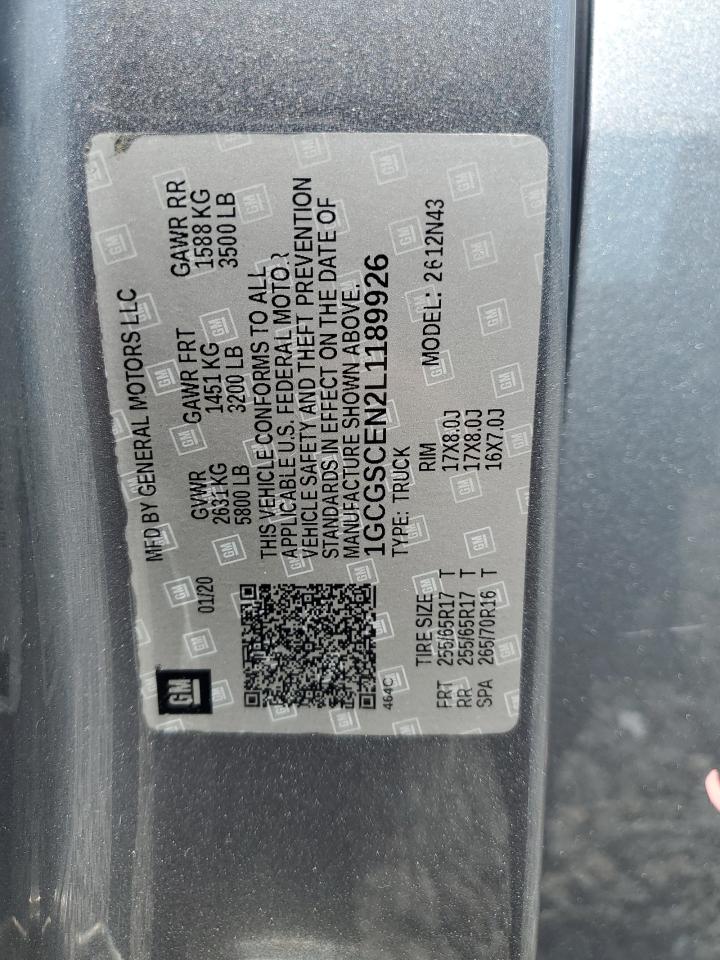 GM
MFD BY GENERAL MOTORS LLC
01/20
GVWR GAWR FRT GAWR RR
2631 KG 1451 KG 1588 KG
5800 LB 3200 LB 3500 LB
THIS VEHICLE CONFORMS TO ALL
APPLICABLE U.S. FEDERAL MOTOR
VEHICLE SAFETY AND THEFT PREVENTION
STANDARDS IN EFFECT ON THE DATE OF
MANUFACTURE SHOWN ABOVE.
1GCGSCEN2L1189926
464C
TYPE: TRUCK
MODEL: 2612N43
TIRE SIZE RIM
FRT 255/65R17 T 17X8.0J
RR 255/65R17 T 17X8.0J
SPA 265/70R16 T 16X7.0J